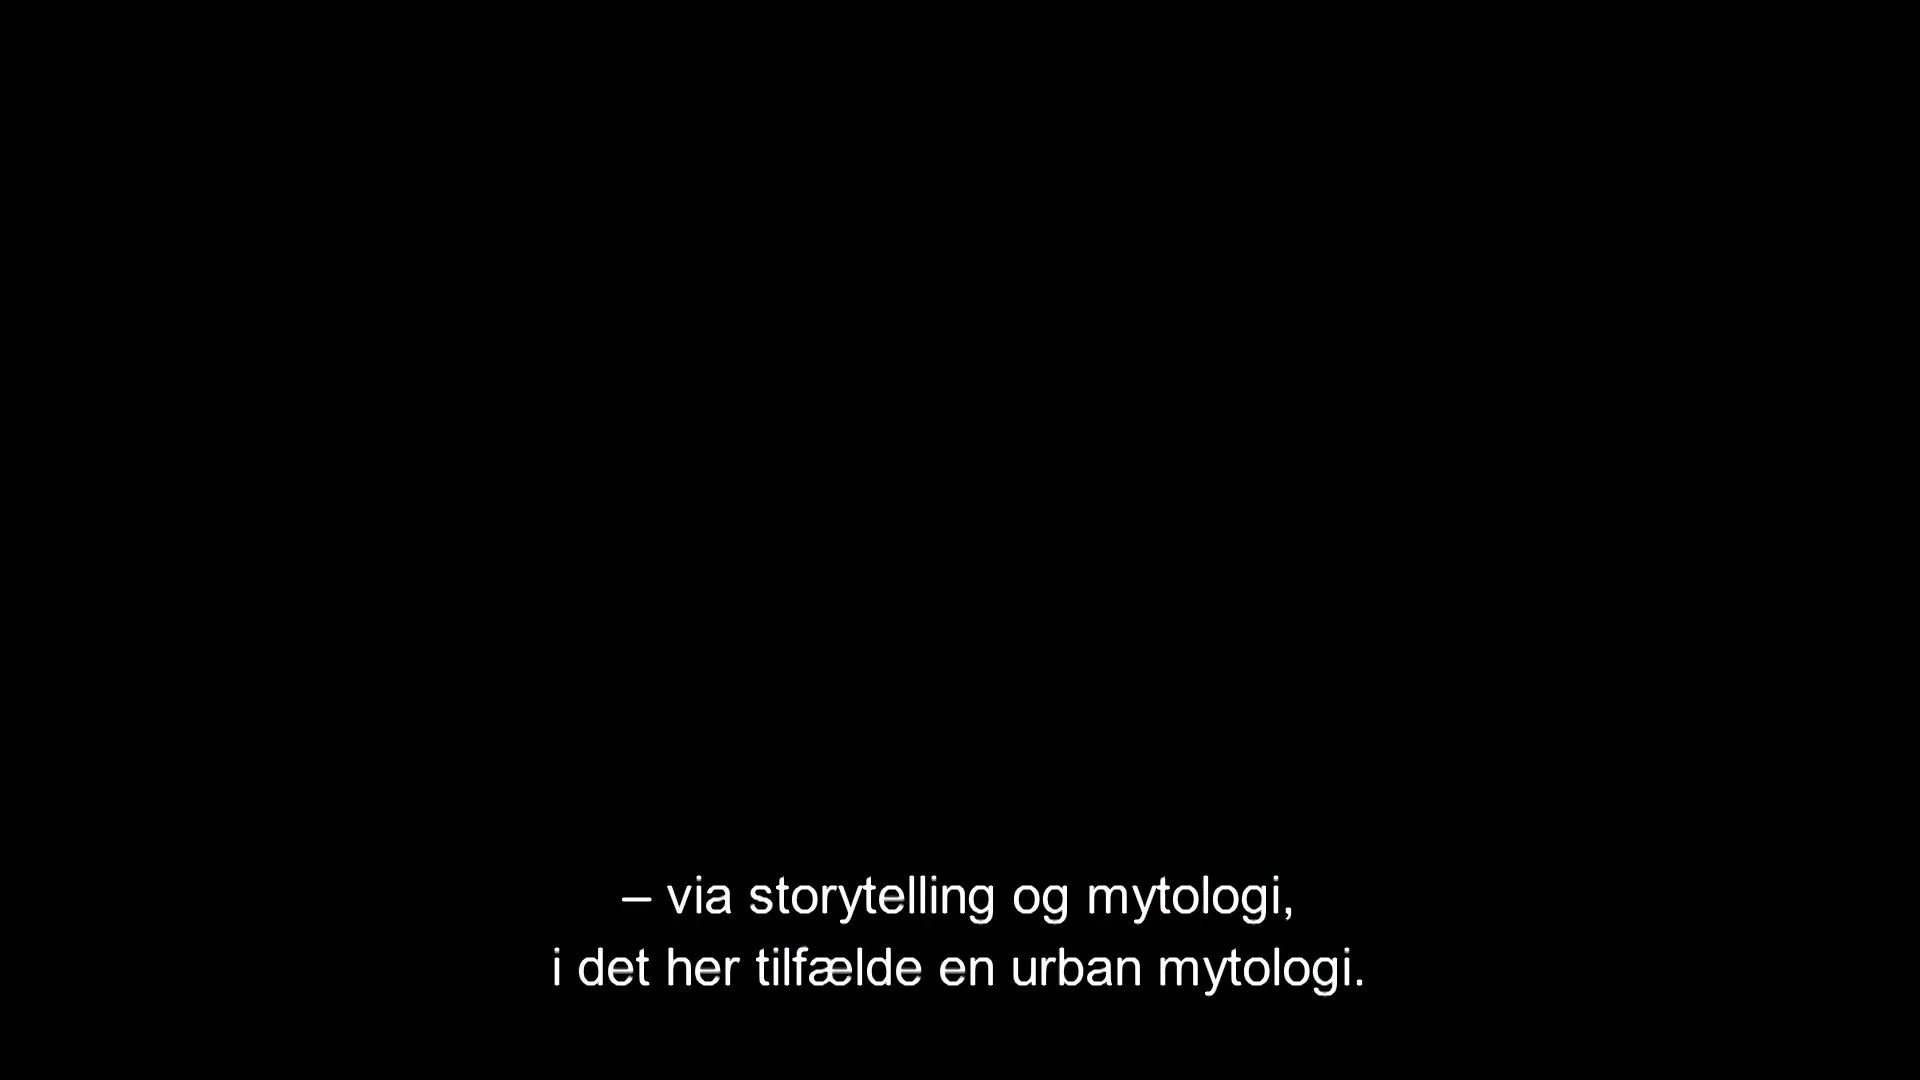 – via storytelling og mytologi,
i det her tilfælde en urban mytologi.